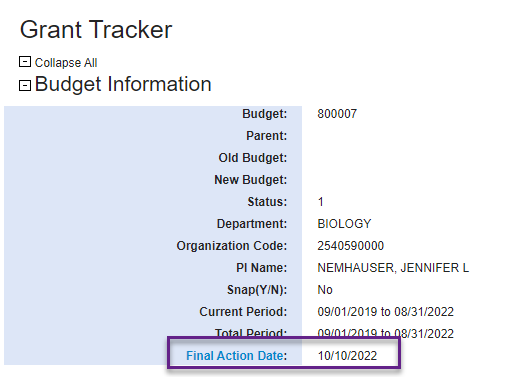 Grant Tracker
Collapse All
Budget Information
Budget: 800007
Parent:
Old Budget:
New Budget:
Status: 1
Department: BIOLOGY
Organization Code: 2540590000
PI Name: NEMHAUSER, JENNIFER L
Snap(Y/N): No
Current Period: 09/01/2019 to 08/31/2022
Total Period: 09/01/2019 to 08/31/2022
Final Action Date: 10/10/2022